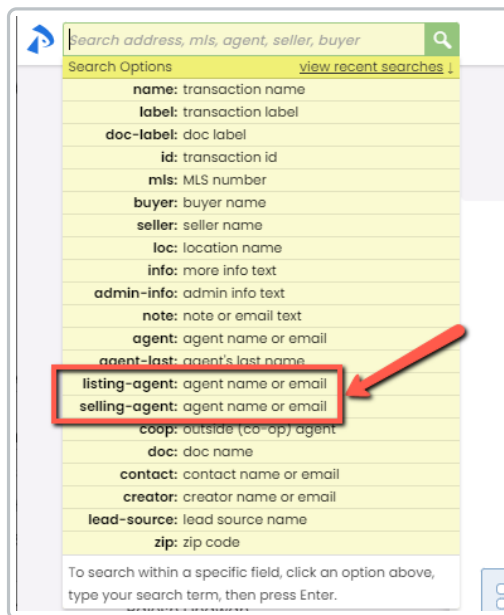 Search address, mls, agent, seller, buyer
Search Options view recent searches ↓
name: transaction name
label: transaction label
doc-label: doc label
id: transaction id
mls: MLS number
buyer: buyer name
seller: seller name
loc: location name
info: more info text
admin-info: admin info text
note: note or email text
agent: agent name or email
agent-last: agent's last name
listing-agent: agent name or email
selling-agent: agent name or email
coop: outside (co-op) agent
doc: doc name
contact: contact name or email
creator: creator name or email
lead-source: lead source name
zip: zip code
To search within a specific field, click an option above,
type your search term, then press Enter.